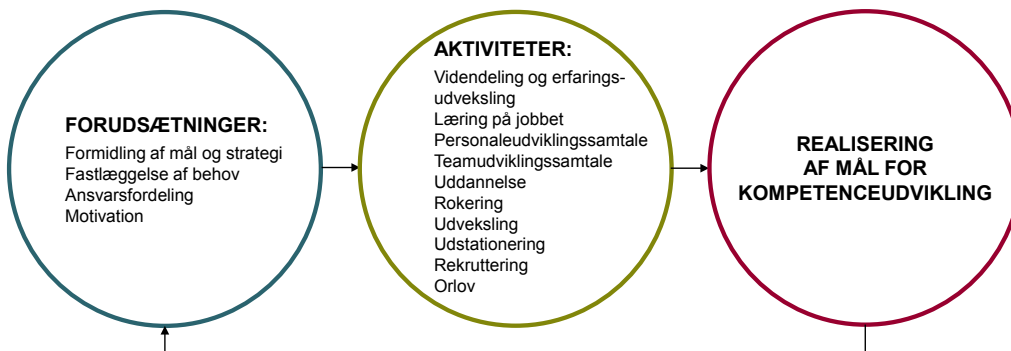 FORUDSÆTNINGER:
Formidling af mål og strategi
Fastlæggelse af behov
Ansvarsfordeling
Motivation
AKTIVITETER:
Videndeling og erfarings-
udveksling
Læring på jobbet
Personaleudviklingssamtale
Teamudviklingssamtale
Uddannelse
Rokering
Udveksling
Udstationering
Rekruttering
Orlov
REALISERING
AF MÅL FOR
KOMPETENCEUDVIKLING